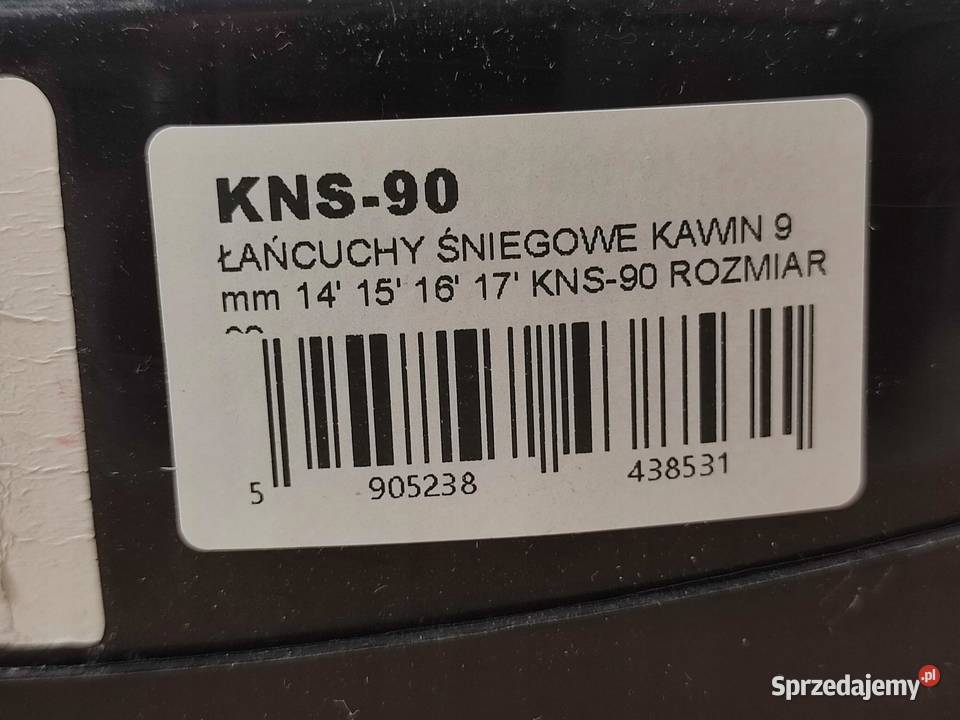 KNS-90
ŁAŃCUCHY ŚNIEGOWE KAWIN 9
mm 14' 15' 16' 17' KNS-90 ROZMIAR
5 905238 438531
Sprzedajemy.pl